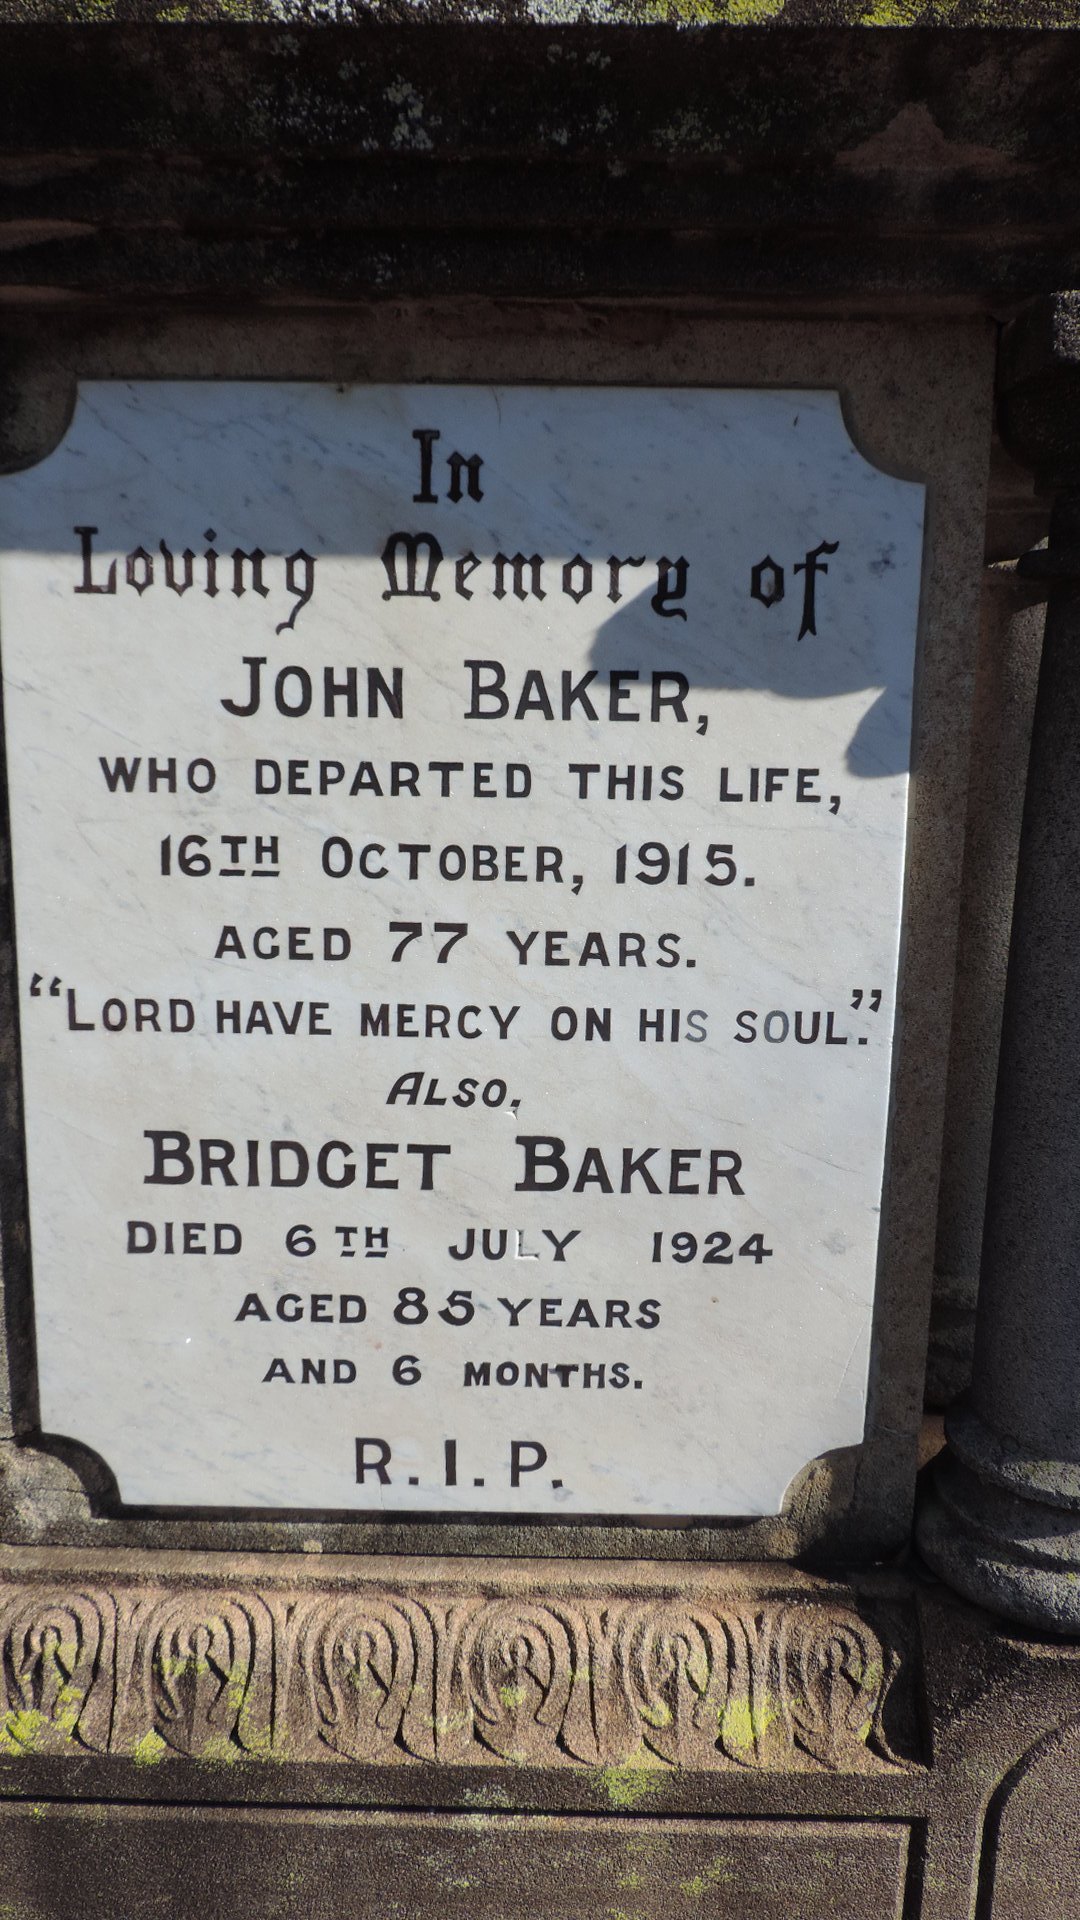 In
Loving Memory of
JOHN BAKER,
WHO DEPARTED THIS LIFE,
16TH OCTOBER, 1915.
AGED 77 YEARS.
“LORD HAVE MERCY ON HIS SOUL.”
ALSO.
BRIDGET BAKER
DIED 6TH JULY 1924
AGED 85 YEARS
AND 6 MONTHS.
R.I.P.